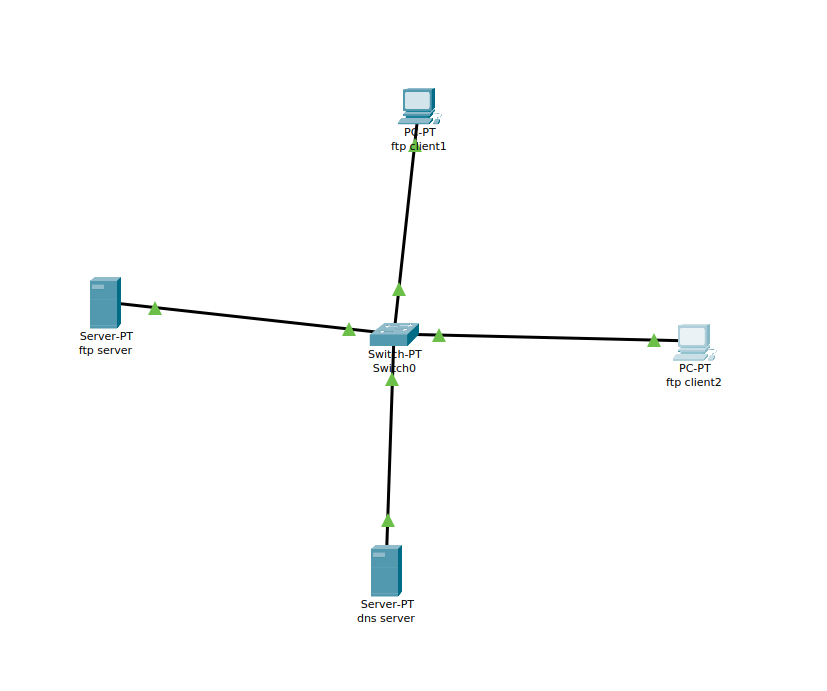 PC-PT
ftp client1
Server-PT
ftp server
Switch-PT
Switch0
PC-PT
ftp client2
Server-PT
dns server